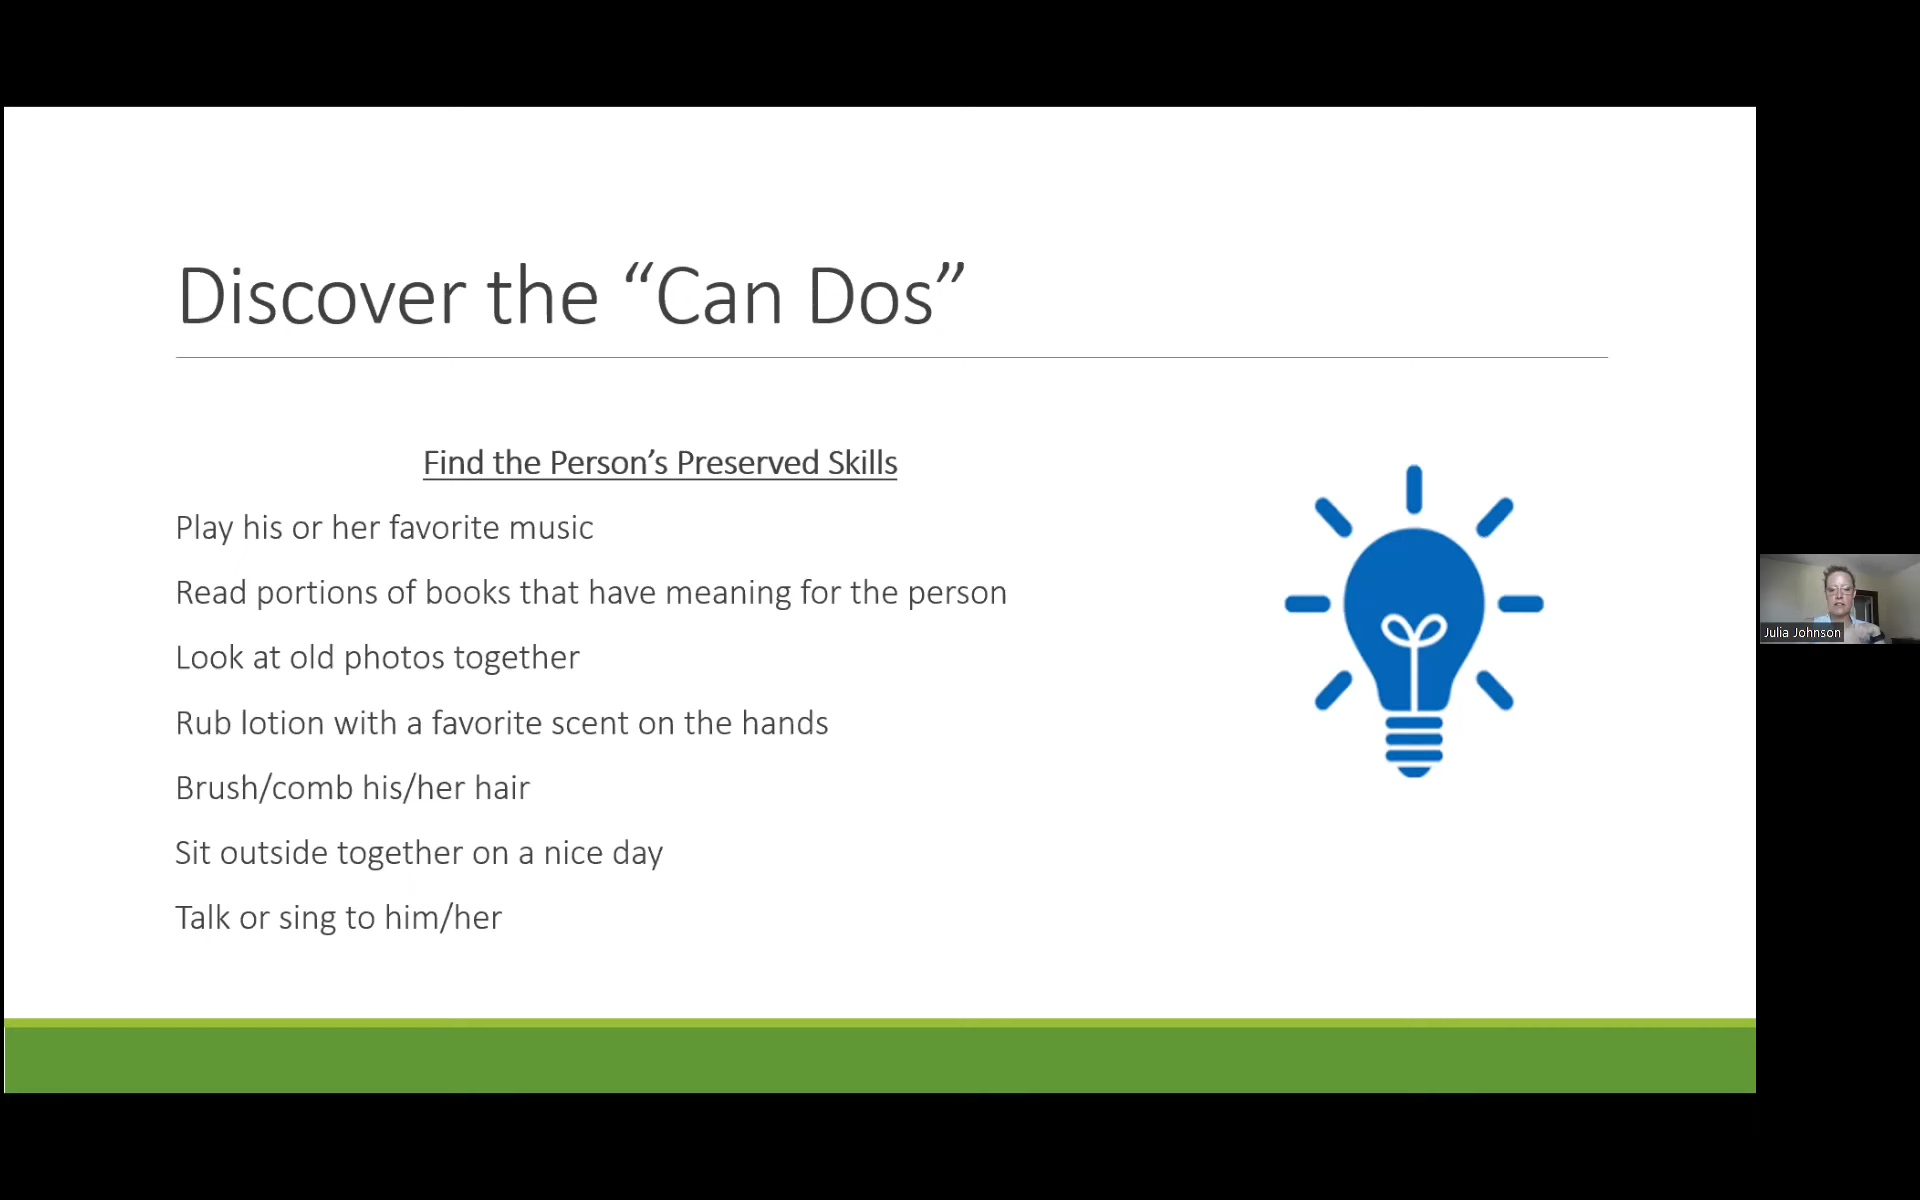 Discover the “Can Dos”
Find the Person’s Preserved Skills
Play his or her favorite music
Read portions of books that have meaning for the person
Look at old photos together
Rub lotion with a favorite scent on the hands
Brush/comb his/her hair
Sit outside together on a nice day
Talk or sing to him/her
Julia Johnson